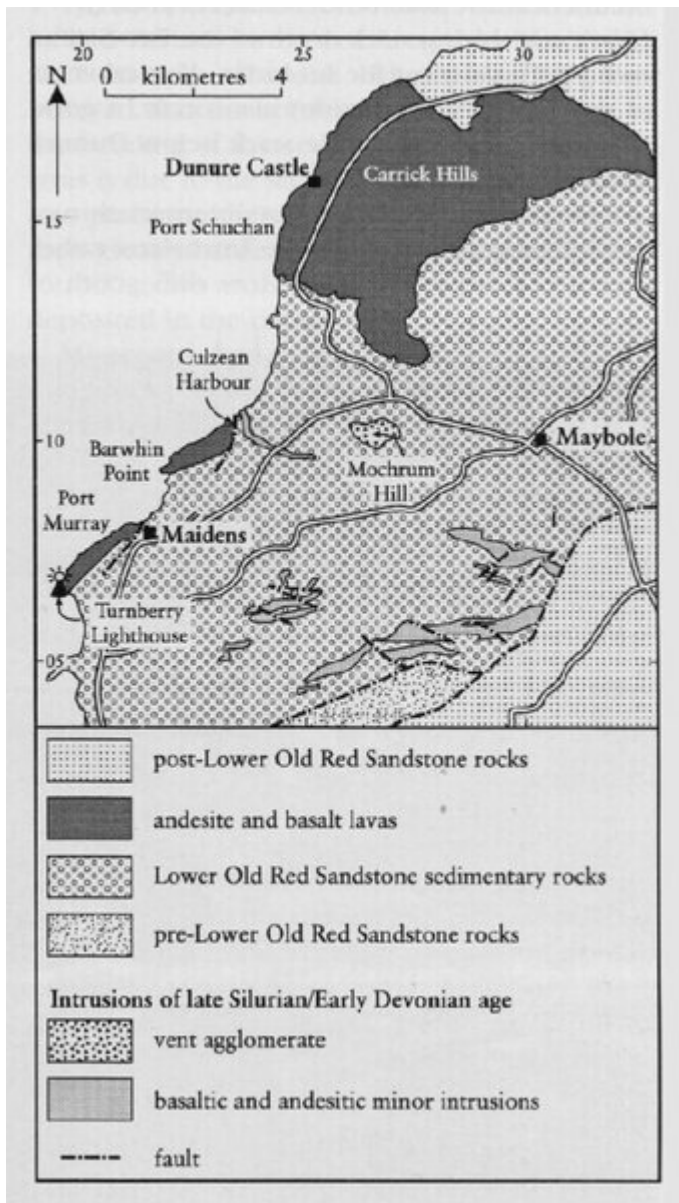 20
25
30
N
0 kilometres 4
Dunure Castle
Carrick Hills
15
Port Schuchan
Culzean
Harbour
10
Barwhin
Point
Maybole
Mochrum
Hill
Port
Murray
Maidens
Turnberry
Lighthouse
05
post-Lower Old Red Sandstone rocks
andesite and basalt lavas
Lower Old Red Sandstone sedimentary rocks
pre-Lower Old Red Sandstone rocks
Intrusions of late Silurian/Early Devonian age
vent agglomerate
basaltic and andesitic minor intrusions
fault